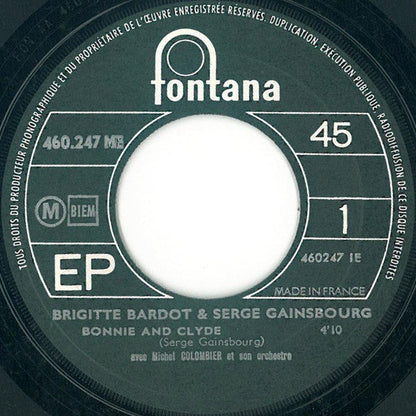 TOUS DROITS DU PRODUCTEUR PHONOGRAPHIQUE ET DU PROPRIÉTAIRE DE L'ŒUVRE ENREGISTRÉE RÉSERVÉS. DUPLICATION, EXÉCUTION PUBLIQUE, RADIODIFFUSION DE CE DISQUE INTERDITES
fontana
460.247 ME
45
M BIEM
1
EP
460247 1E
MADE IN FRANCE
BRIGITTE BARDOT & SERGE GAINSBOURG
BONNIE AND CLYDE 4'10
(Serge Gainsbourg)
avec Michel COLOMBIER et son orchestre